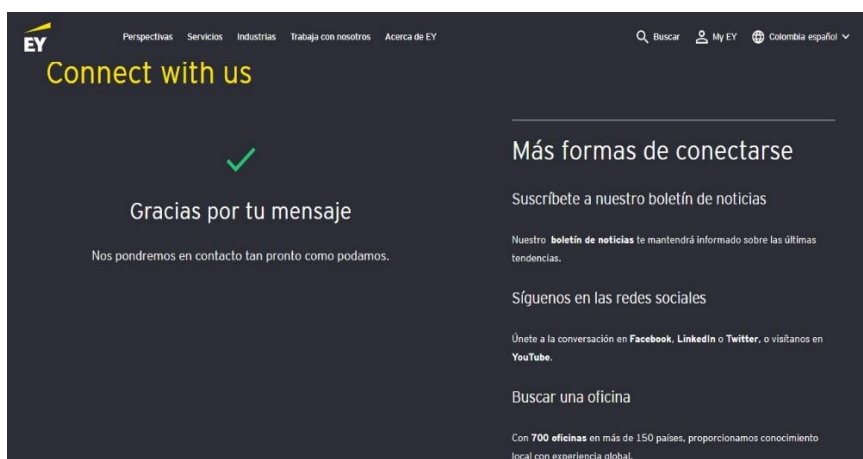 EY
Perspectivas Servicios Industrias Trabaja con nosotros Acerca de EY
Buscar My EY Colombia español
Connect with us
Gracias por tu mensaje
Nos pondremos en contacto tan pronto como podamos.
Más formas de conectarse
Suscríbete a nuestro boletín de noticias
Nuestro boletín de noticias te mantendrá informado sobre las últimas
tendencias.
Síguenos en las redes sociales
Únete a la conversación en Facebook, LinkedIn o Twitter, o visítanos en
YouTube.
Buscar una oficina
Con 700 oficinas en más de 150 países, proporcionamos conocimiento
local con experiencia global.